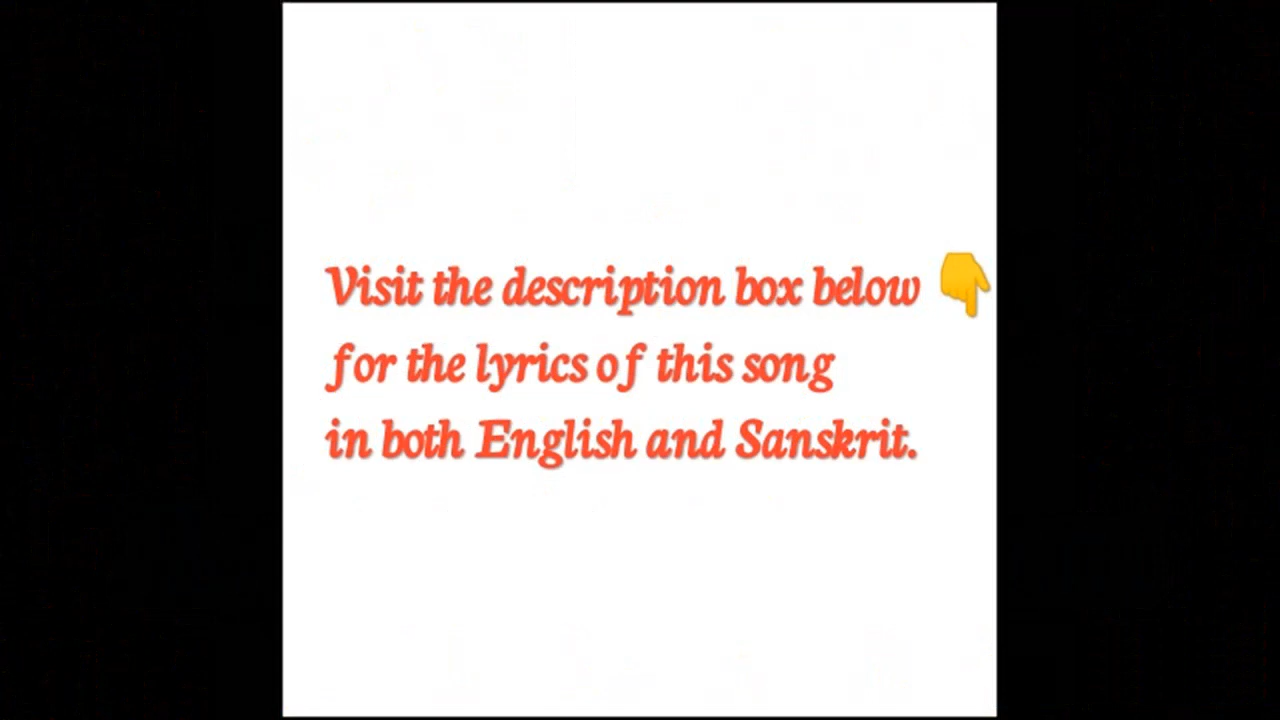 Visit the description box below 👇
for the lyrics of this song
in both English and Sanskrit.